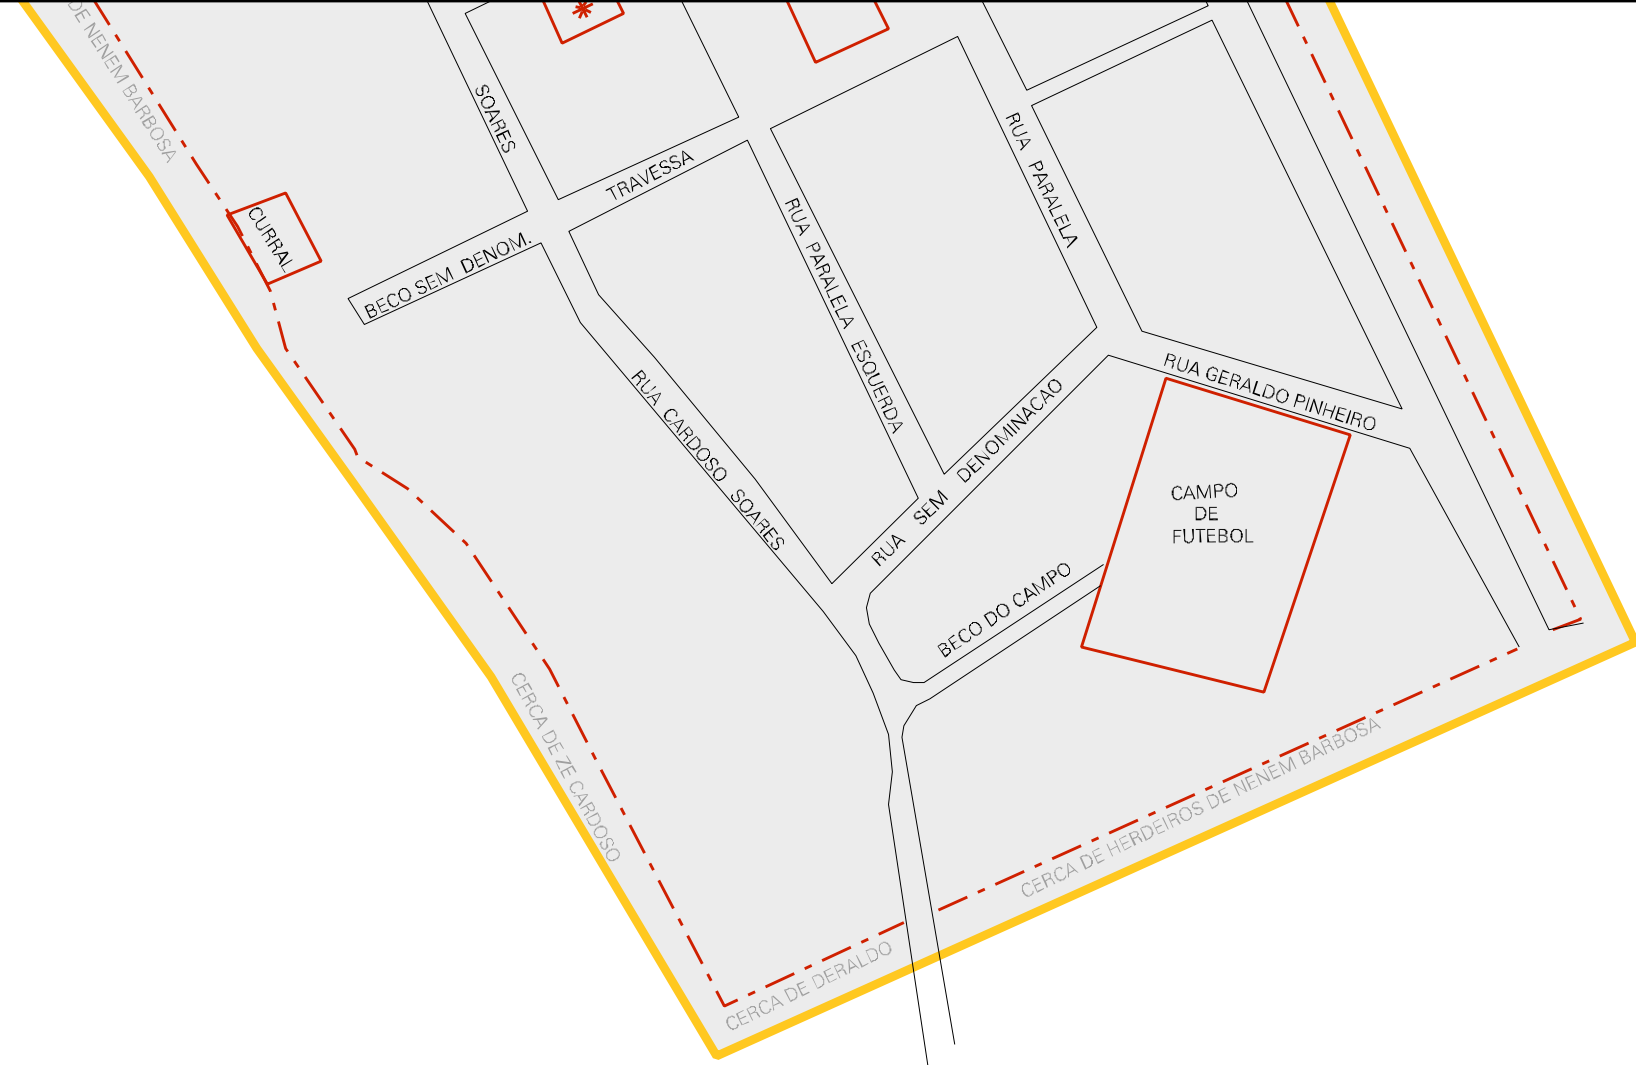 DE NENEM BARBOSA
SOARES
RUA PARALELA
TRAVESSA
CURRAL
BECO SEM DENOM.
RUA PARALELA ESQUERDA
RUA GERALDO PINHEIRO
RUA CARDOSO SOARES
RUA SEM DENOMINACAO
CAMPO
DE
FUTEBOL
BECO DO CAMPO
CERCA DE ZE CARDOSO
CERCA DE HERDEIROS DE NENEM BARBOSA
CERCA DE DERALDO